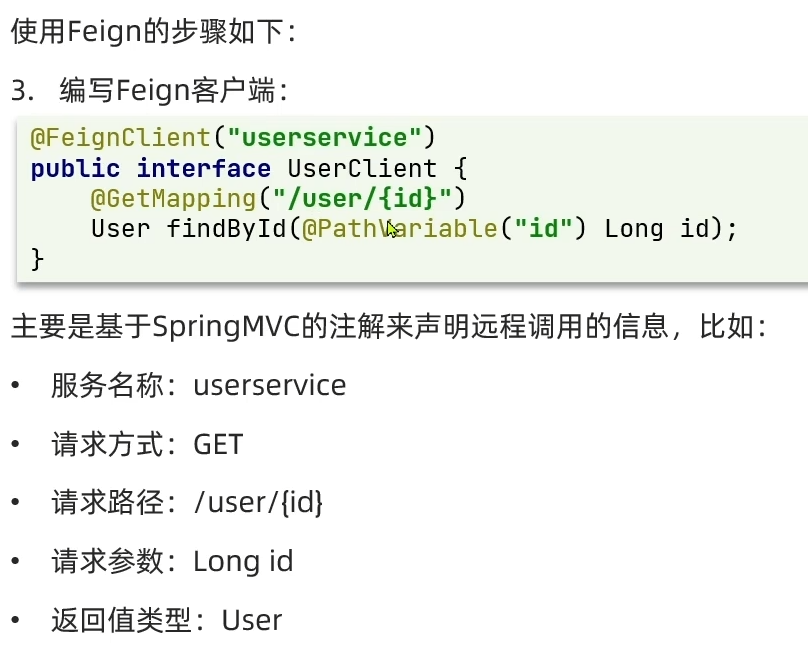 使用Feign的步骤如下：
3. 编写Feign客户端：
@FeignClient("userservice")
public interface UserClient {
    @GetMapping("/user/{id}")
    User findById(@PathVariable("id") Long id);
}
主要是基于SpringMVC的注解来声明远程调用的信息，比如：
• 服务名称：userservice
• 请求方式：GET
• 请求路径：/user/{id}
• 请求参数：Long id
• 返回值类型：User